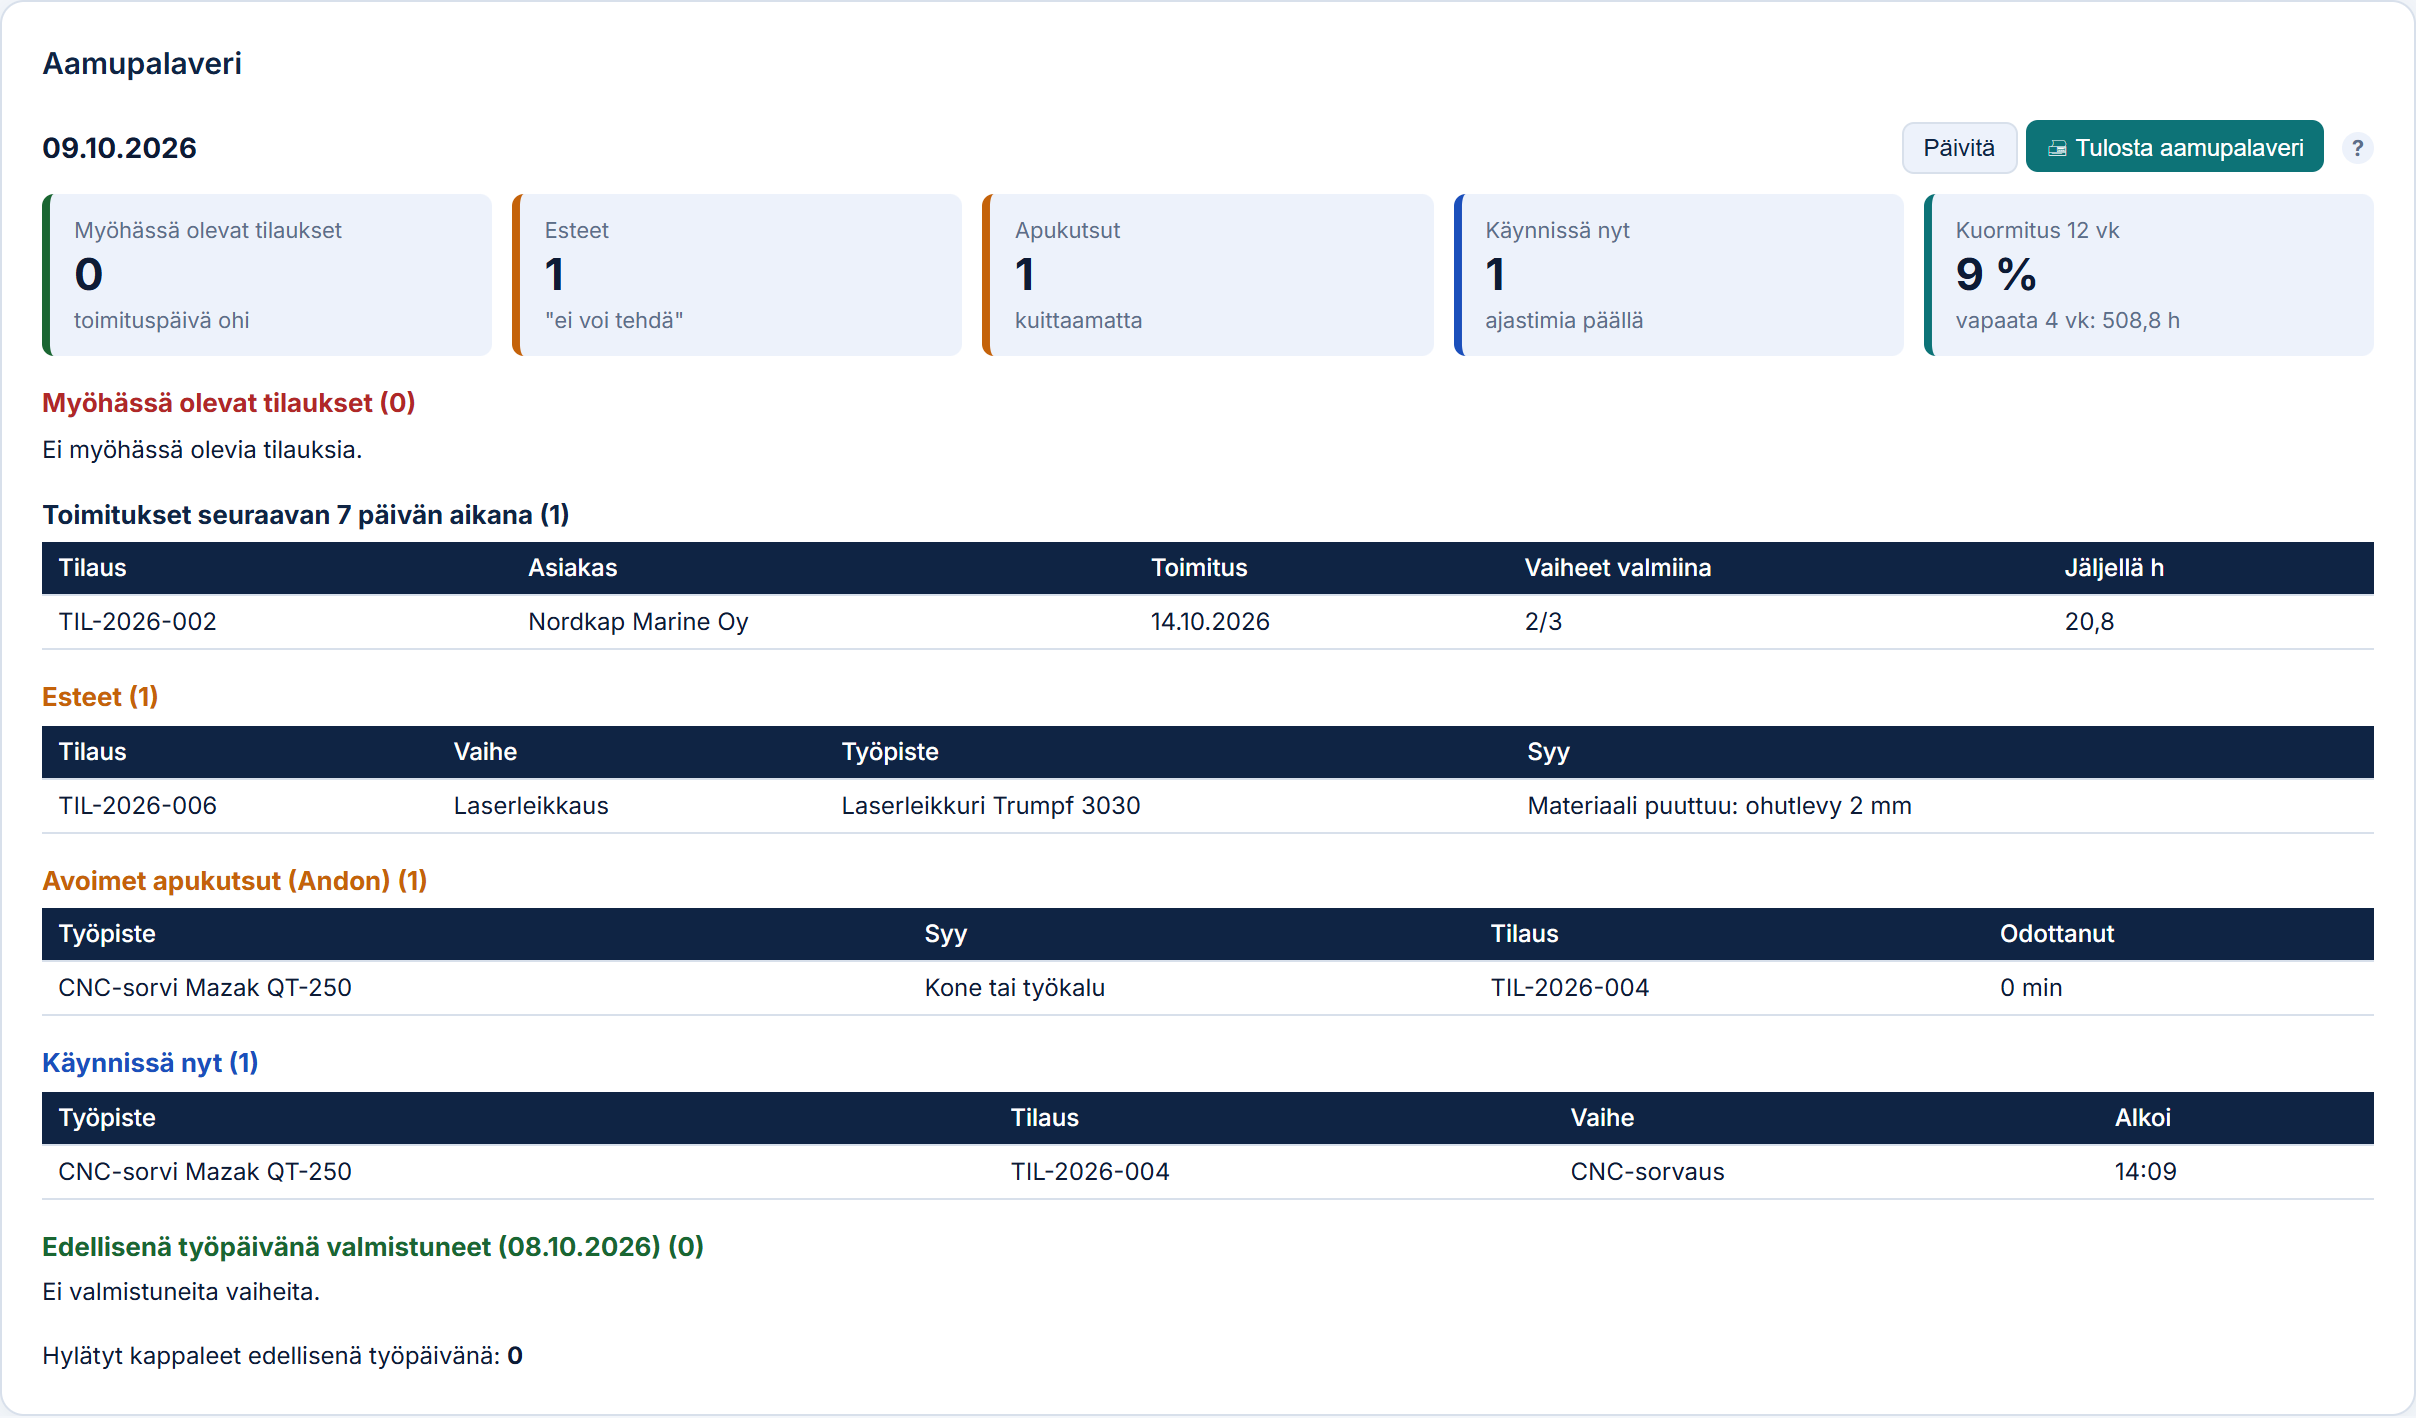 Aamupalaveri
09.10.2026
Päivitä
Tulosta aamupalaveri
?
Myöhässä olevat tilaukset
0
toimituspäivä ohi
Esteet
1
"ei voi tehdä"
Apukutsut
1
kuittaamatta
Käynnissä nyt
1
ajastimia päällä
Kuormitus 12 vk
9 %
vapaata 4 vk: 508,8 h
Myöhässä olevat tilaukset (0)
Ei myöhässä olevia tilauksia.
Toimitukset seuraavan 7 päivän aikana (1)
Tilaus Asiakas Toimitus Vaiheet valmiina Jäljellä h
TIL-2026-002 Nordkap Marine Oy 14.10.2026 2/3 20,8
Esteet (1)
Tilaus Vaihe Työpiste Syy
TIL-2026-006 Laserleikkaus Laserleikkuri Trumpf 3030 Materiaali puuttuu: ohutlevy 2 mm
Avoimet apukutsut (Andon) (1)
Työpiste Syy Tilaus Odottanut
CNC-sorvi Mazak QT-250 Kone tai työkalu TIL-2026-004 0 min
Käynnissä nyt (1)
Työpiste Tilaus Vaihe Alkoi
CNC-sorvi Mazak QT-250 TIL-2026-004 CNC-sorvaus 14:09
Edellisenä työpäivänä valmistuneet (08.10.2026) (0)
Ei valmistuneita vaiheita.
Hylätyt kappaleet edellisenä työpäivänä: 0